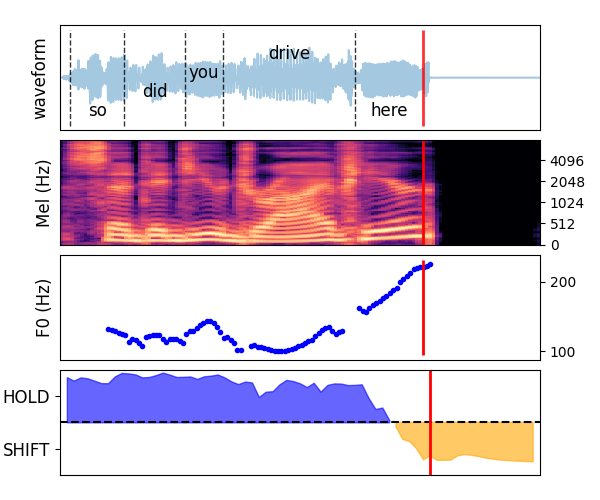 waveform
so
did
you
drive
here
Mel (Hz)
4096
2048
1024
512
0
F0 (Hz)
200
100
HOLD
SHIFT